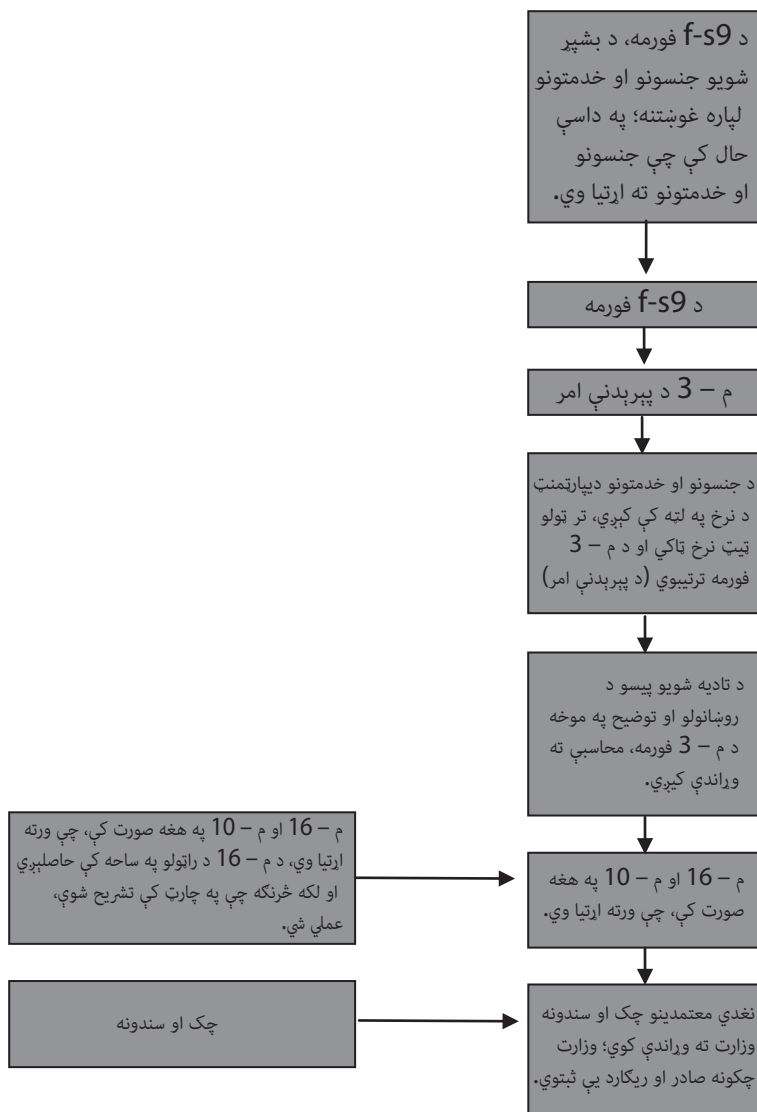 د f-s9 فورمه، د بشپړ
شویو جنسونو او خدمتونو
لپاره غوښتنه؛ په داسې
حال کې چې جنسونو
او خدمتونو ته اړتیا وي.
د f-s9 فورمه
م – 3 د پېرېدنې امر
د جنسونو او خدمتونو دیپارټمنټ
د نرخ په لټه کې کېږي، تر ټولو
ټیټ نرخ ټاکي او د م – 3
فورمه ترتیبوي (د پېرېدنې امر)
د تادیه شویو پیسو د
روښانولو او توضیح په موخه
د م – 3 فورمه، محاسبې ته
وړاندې کیږي.
م – 16 او م – 10 په هغه صورت کې، چې ورته
اړتیا وي، د م – 16 د راټولو په ساحه کې حاصلېږي
او لکه څرنګه چې په چارټ کې تشریح شوې،
عملي شي.
م – 16 او م – 10 په هغه
صورت کې، چې ورته اړتیا وي.
چک او سندونه
نغدي معتمدینو چک او سندونه
وزارت ته وړاندې کوي؛ وزارت
چکونه صادر او ریګارد یې ثبتوي.